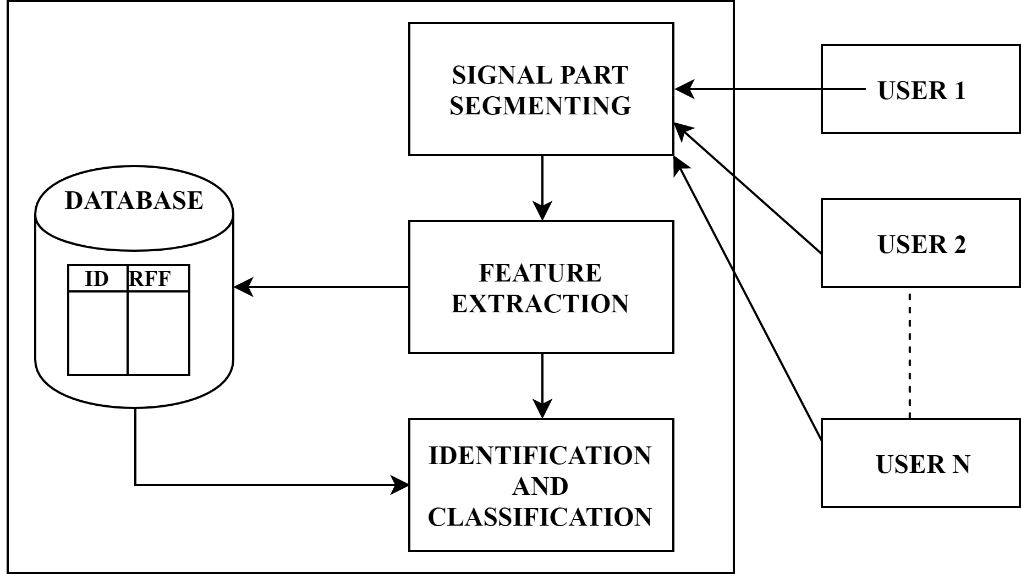 SIGNAL PART
SEGMENTING
USER 1
DATABASE
ID RFF
FEATURE
EXTRACTION
USER 2
IDENTIFICATION
AND
CLASSIFICATION
USER N